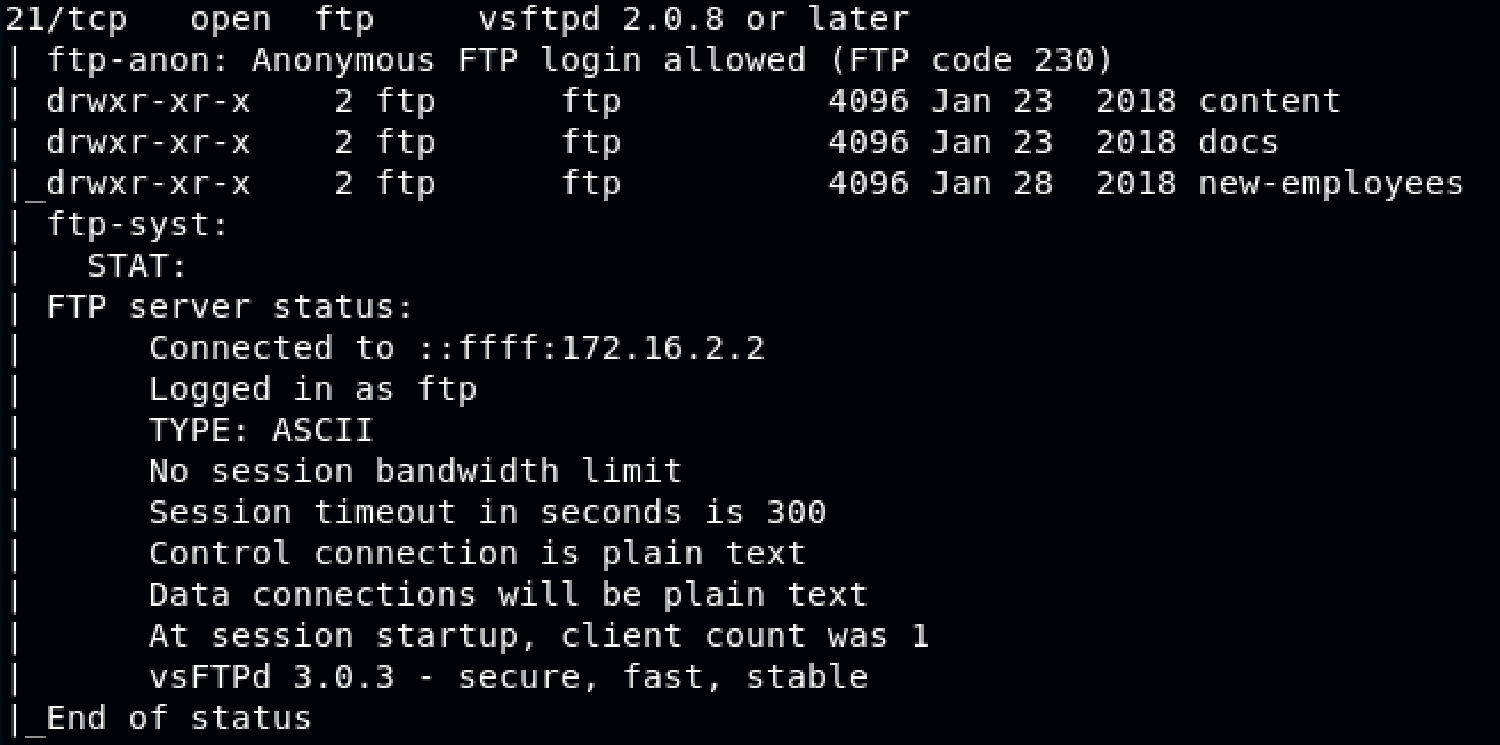 21/tcp   open  ftp     vsftpd 2.0.8 or later
| ftp-anon: Anonymous FTP login allowed (FTP code 230)
| drwxr-xr-x    2 ftp      ftp          4096 Jan 23  2018 content
| drwxr-xr-x    2 ftp      ftp          4096 Jan 23  2018 docs
|_drwxr-xr-x    2 ftp      ftp          4096 Jan 28  2018 new-employees
| ftp-syst:
|   STAT:
| FTP server status:
|      Connected to ::ffff:172.16.2.2
|      Logged in as ftp
|      TYPE: ASCII
|      No session bandwidth limit
|      Session timeout in seconds is 300
|      Control connection is plain text
|      Data connections will be plain text
|      At session startup, client count was 1
|      vsFTPd 3.0.3 - secure, fast, stable
|_End of status